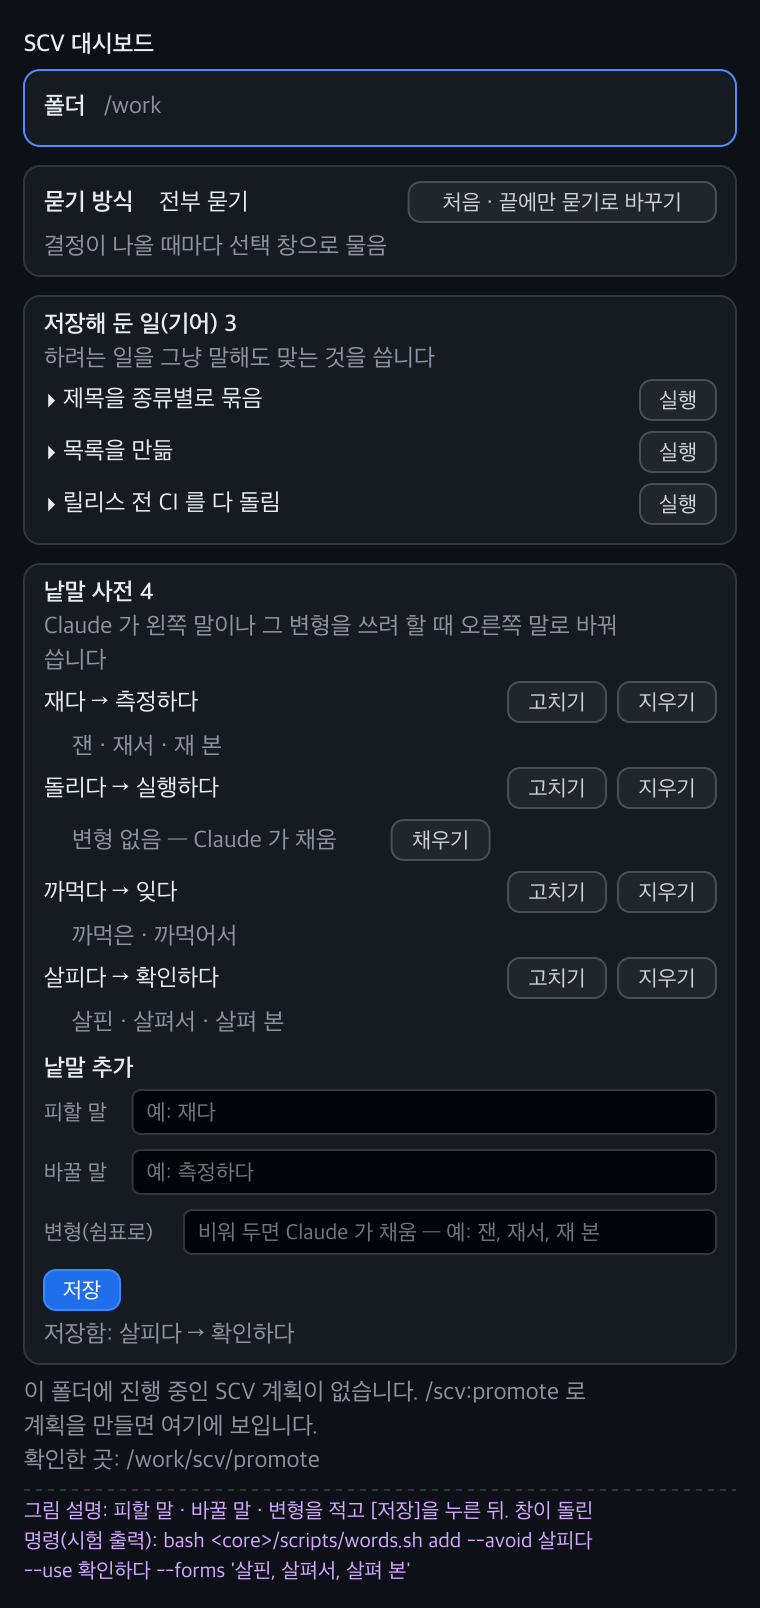 SCV 대시보드
폴더 /work
묻기 방식 전부 묻기 처음 · 끝에만 묻기로 바꾸기
결정이 나올 때마다 선택 창으로 물음
저장해 둔 일(기어) 3
하려는 일을 그냥 말해도 맞는 것을 씁니다
제목을 종류별로 묶음 실행
목록을 만듦 실행
릴리스 전 CI 를 다 돌림 실행
낱말 사전 4
Claude 가 왼쪽 말이나 그 변형을 쓰려 할 때 오른쪽 말로 바꿔
씁니다
재다 → 측정하다 고치기 지우기
잰 · 재서 · 재 본
돌리다 → 실행하다 고치기 지우기
변형 없음 — Claude 가 채움 채우기
까먹다 → 잊다 고치기 지우기
까먹은 · 까먹어서
살피다 → 확인하다 고치기 지우기
살핀 · 살펴서 · 살펴 본
낱말 추가
피할 말 예: 재다
바꿀 말 예: 측정하다
변형(쉼표로) 비워 두면 Claude 가 채움 — 예: 잰, 재서, 재 본
저장
저장함: 살피다 → 확인하다
이 폴더에 진행 중인 SCV 계획이 없습니다. /scv:promote 로
계획을 만들면 여기에 보입니다.
확인한 곳: /work/scv/promote
그림 설명: 피할 말 · 바꿀 말 · 변형을 적고 [저장]을 누른 뒤. 창이 돌린
명령(시험 출력): bash <core>/scripts/words.sh add --avoid 살피다
--use 확인하다 --forms '살핀, 살펴서, 살펴 본'